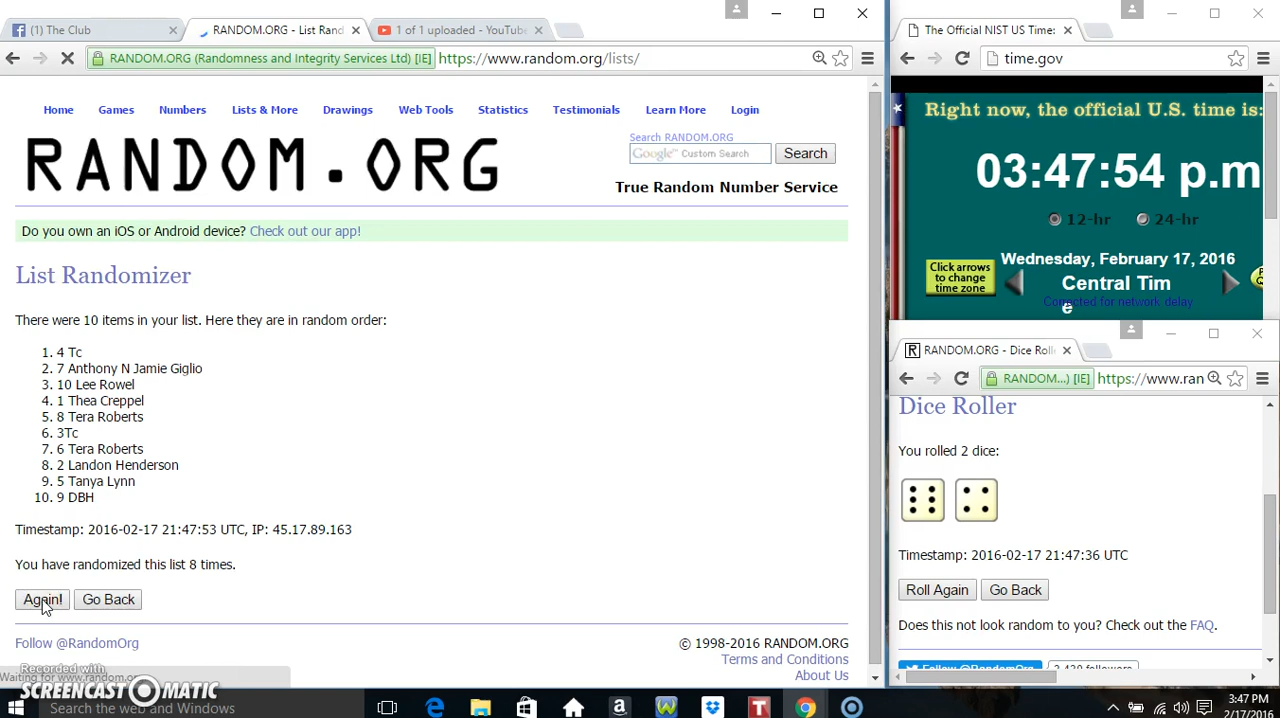 (1) The Club
RANDOM.ORG - List Rand
1 of 1 uploaded - YouTube
RANDOM.ORG (Randomness and Integrity Services Ltd) [IE] https://www.random.org/lists/
Home Games Numbers Lists & More Drawings Web Tools Statistics Testimonials Learn More Login
RANDOM.ORG
Search RANDOM.ORG
Google™ Custom Search Search
True Random Number Service
Do you own an iOS or Android device? Check out our app!
List Randomizer
There were 10 items in your list. Here they are in random order:
1. 4 Tc
2. 7 Anthony N Jamie Giglio
3. 10 Lee Rowel
4. 1 Thea Creppel
5. 8 Tera Roberts
6. 3Tc
7. 6 Tera Roberts
8. 2 Landon Henderson
9. 5 Tanya Lynn
10. 9 DBH
Timestamp: 2016-02-17 21:47:53 UTC, IP: 45.17.89.163
You have randomized this list 8 times.
Again! Go Back
Follow @RandomOrg
© 1998-2016 RANDOM.ORG
Terms and Conditions
About Us
Recorded with
Waiting for www.random.o
SCREENCAST-O-MATIC
Search the web and Windows
The Official NIST US Time:
time.gov
Right now, the official U.S. time is:
03:47:54 p.m
12-hr 24-hr
Click arrows
to change
time zone
Wednesday, February 17, 2016
Central Tim
e
Corrected for network delay
RANDOM.ORG - Dice Rolle
RANDOM...) [IE] https://www.ran
Dice Roller
You rolled 2 dice:
Timestamp: 2016-02-17 21:47:36 UTC
Roll Again Go Back
Does this not look random to you? Check out the FAQ.
Follow @RandomOrg
3:47 PM
2/17/2016